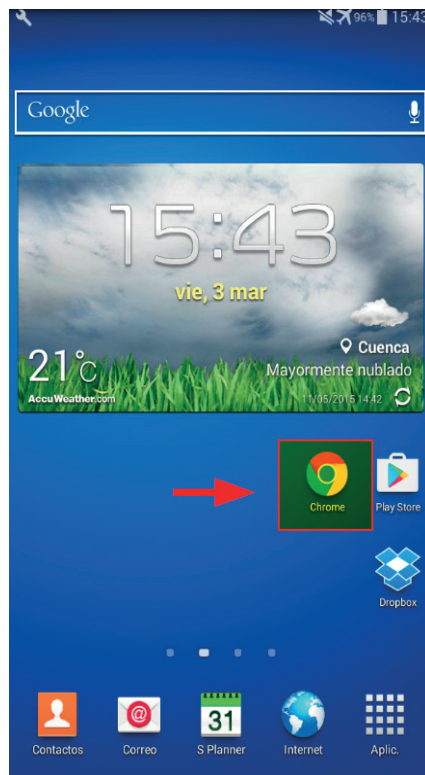 96% 15:43
Google
15:43
vie, 3 mar
Cuenca
21°C
Mayormente nublado
AccuWeather.com
11/05/2015 14:42
Chrome
Play Store
Dropbox
31
Contactos
Correo
S Planner
Internet
Aplic.